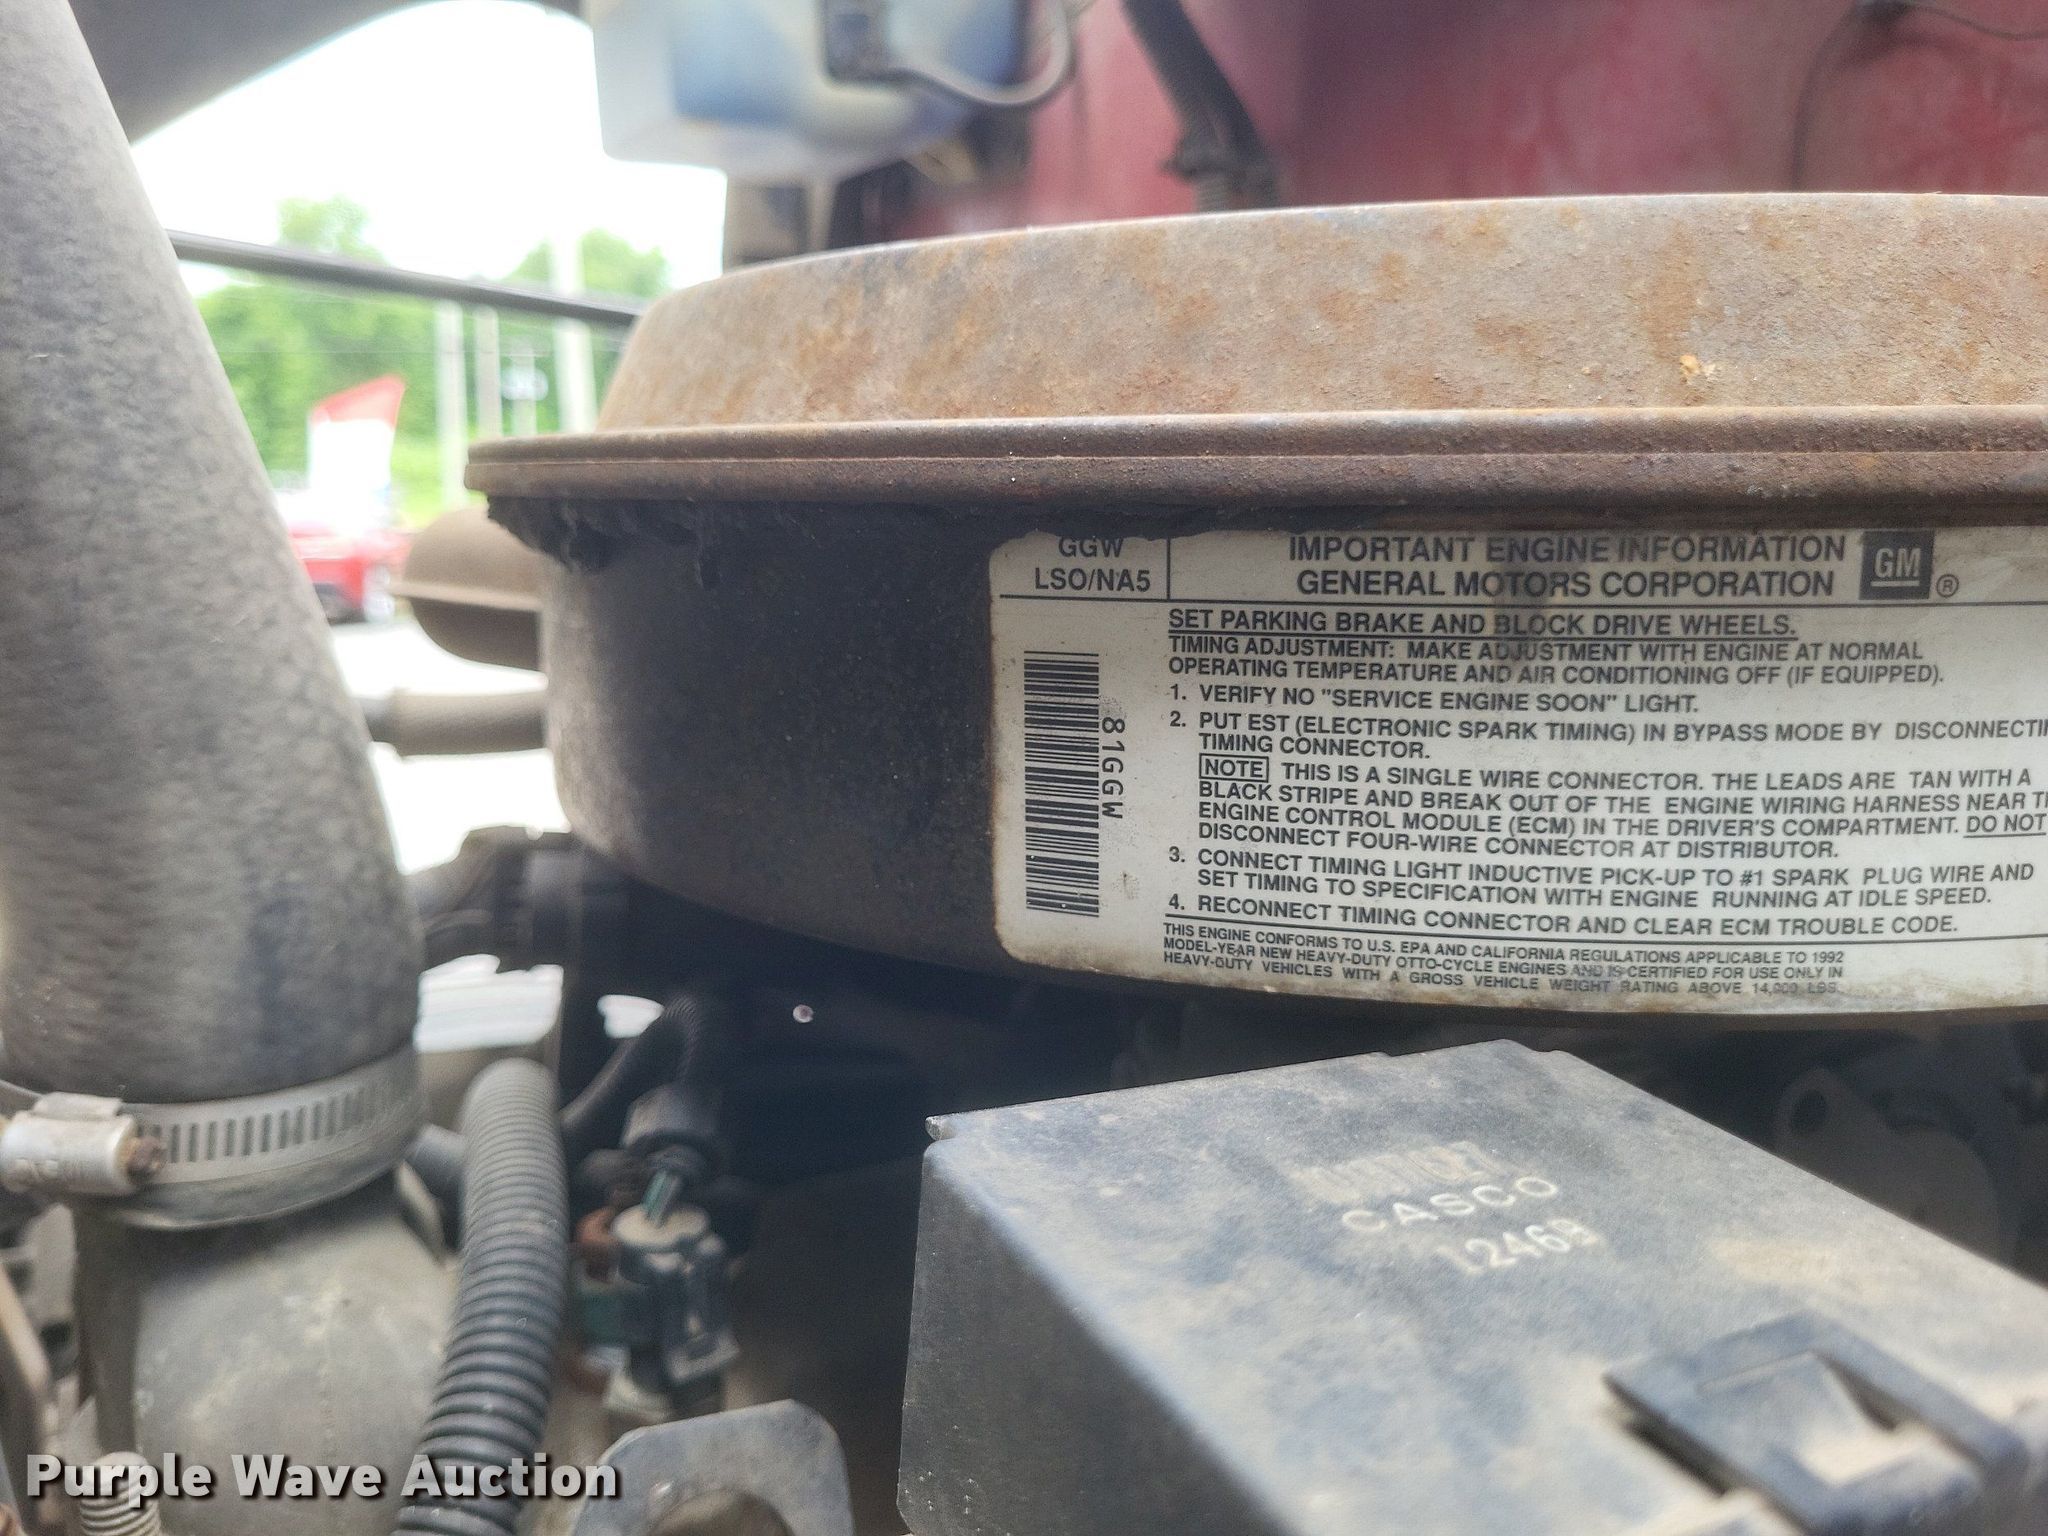 GGW
LSO/NA5
IMPORTANT ENGINE INFORMATION
GENERAL MOTORS CORPORATION
GM ®
SET PARKING BRAKE AND BLOCK DRIVE WHEELS.
TIMING ADJUSTMENT: MAKE ADJUSTMENT WITH ENGINE AT NORMAL
OPERATING TEMPERATURE AND AIR CONDITIONING OFF (IF EQUIPPED).
1. VERIFY NO "SERVICE ENGINE SOON" LIGHT.
2. PUT EST (ELECTRONIC SPARK TIMING) IN BYPASS MODE BY DISCONNECTI
TIMING CONNECTOR.
NOTE THIS IS A SINGLE WIRE CONNECTOR. THE LEADS ARE TAN WITH A
BLACK STRIPE AND BREAK OUT OF THE ENGINE WIRING HARNESS NEAR T
ENGINE CONTROL MODULE (ECM) IN THE DRIVER'S COMPARTMENT. DO NOT
DISCONNECT FOUR-WIRE CONNECTOR AT DISTRIBUTOR.
3. CONNECT TIMING LIGHT INDUCTIVE PICK-UP TO #1 SPARK PLUG WIRE AND
SET TIMING TO SPECIFICATION WITH ENGINE RUNNING AT IDLE SPEED.
4. RECONNECT TIMING CONNECTOR AND CLEAR ECM TROUBLE CODE.
THIS ENGINE CONFORMS TO U.S. EPA AND CALIFORNIA REGULATIONS APPLICABLE TO 1992
MODEL-YEAR NEW HEAVY-DUTY OTTO-CYCLE ENGINES AND IS CERTIFIED FOR USE ONLY IN
HEAVY-DUTY VEHICLES WITH A GROSS VEHICLE WEIGHT RATING ABOVE 14,000 LBS.
81GGW
CASCO
12469
Purple Wave Auction